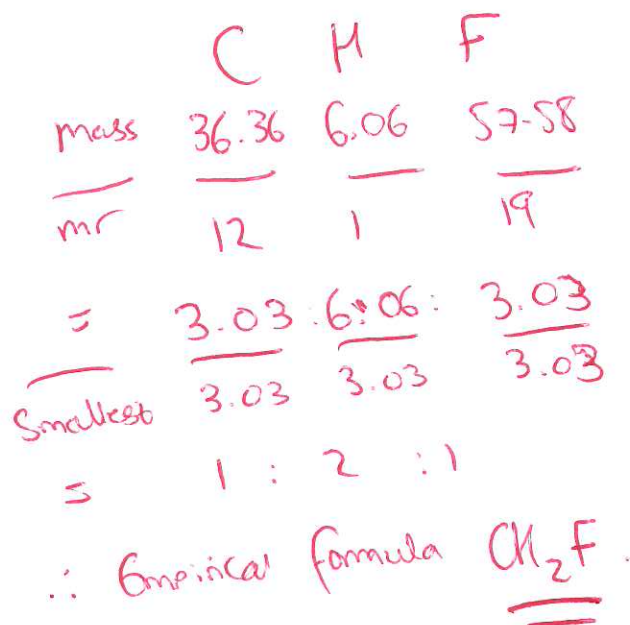 C H F
mass 36.36 6.06 57.58
mr 12 1 19
= 3.03 : 6.06 : 3.03
Smallest 3.03 3.03 3.03
= 1 : 2 : 1
∴ Empirical formula CH₂F.